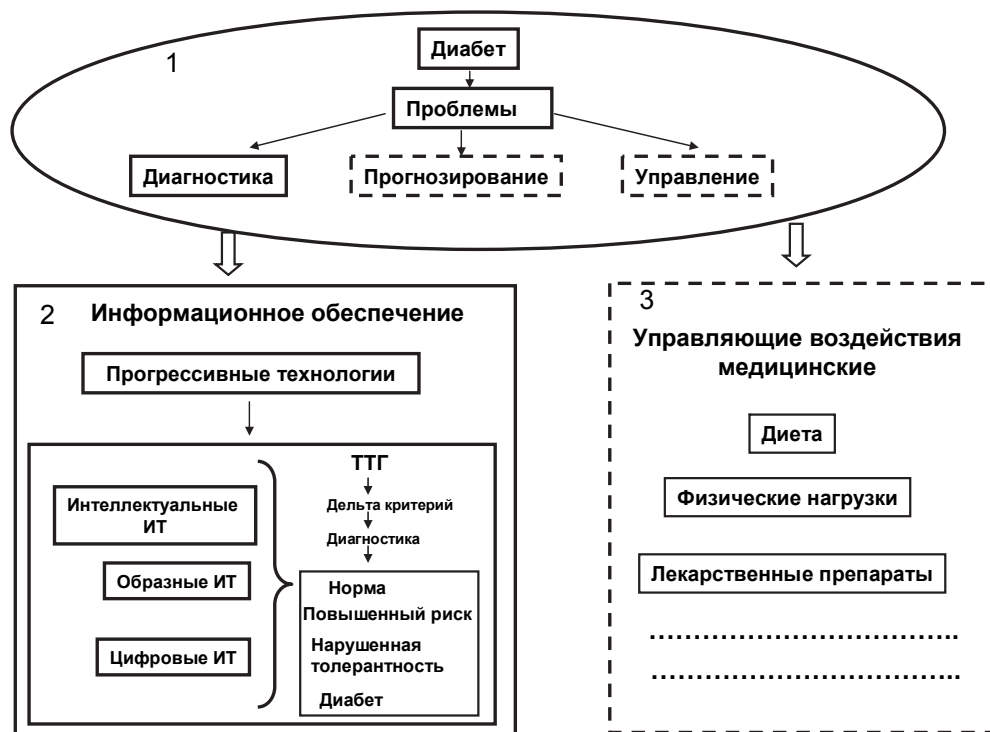 1
Диабет
Проблемы
Диагностика
Прогнозирование
Управление
2 Информационное обеспечение
Прогрессивные технологии
Интеллектуальные
ИТ
Образные ИТ
Цифровые ИТ
ТТГ
Дельта критерий
Диагностика
Норма
Повышенный риск
Нарушенная
толерантность
Диабет
3
Управляющие воздействия
медицинские
Диета
Физические нагрузки
Лекарственные препараты
.....................................
.....................................